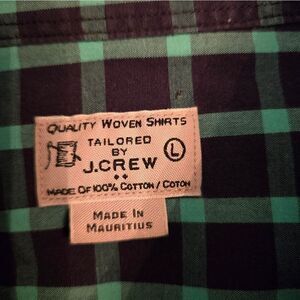 QUALITY WOVEN SHIRTS
TAILORED
BY
J.CREW
L
MADE OF 100% COTTON / COTON
MADE IN
MAURITIUS